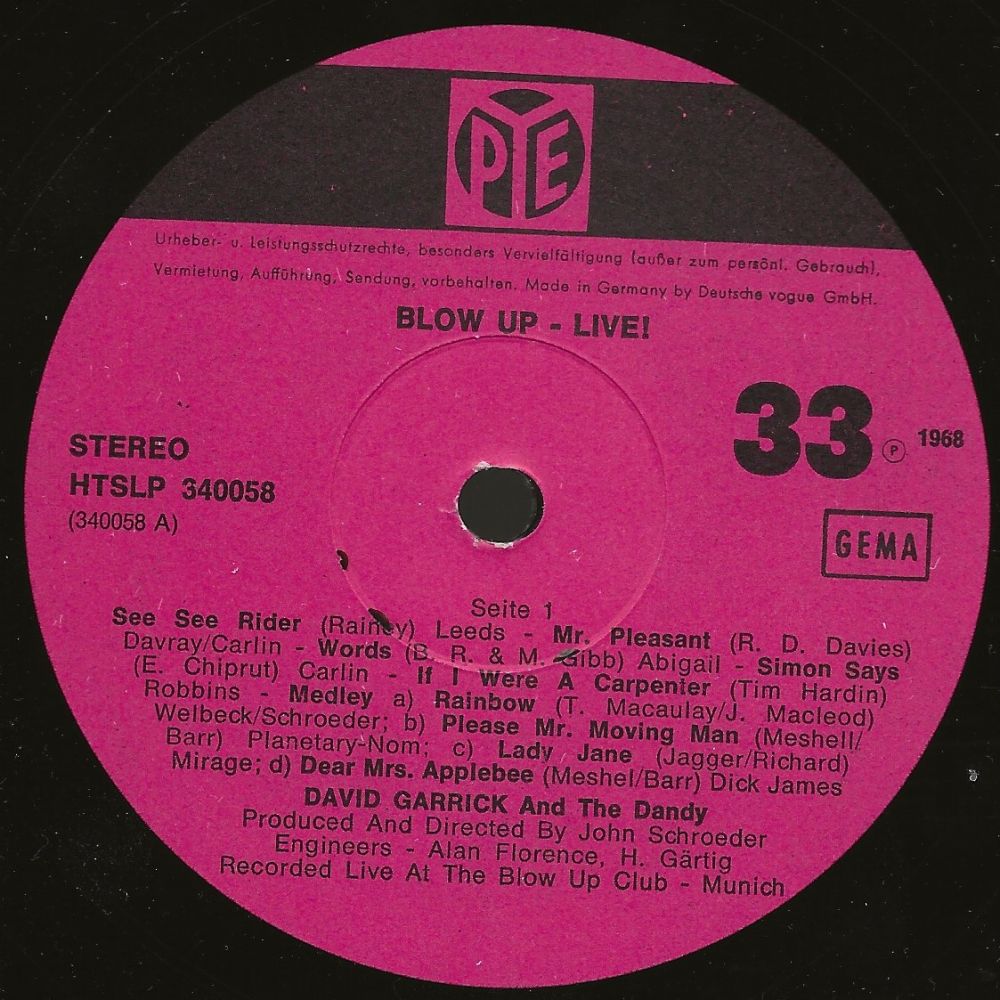 PYE
Urheber- u. Leistungsschutzrechte, besonders Vervielfältigung (außer zum persönl. Gebrauch),
Vermietung, Aufführung, Sendung, vorbehalten. Made in Germany by Deutsche vogue GmbH.
BLOW UP - LIVE!
33
℗ 1968
STEREO
HTSLP 340058
(340058 A)
GEMA
Seite 1
See See Rider (Rainey) Leeds - Mr. Pleasant (R. D. Davies)
Davray/Carlin - Words (B. R. & M. Gibb) Abigail - Simon Says
(E. Chiprut) Carlin - If I Were A Carpenter (Tim Hardin)
Robbins - Medley a) Rainbow (T. Macaulay/J. Macleod)
Welbeck/Schroeder; b) Please Mr. Moving Man (Meshell/
Barr) Planetary-Nom; c) Lady Jane (Jagger/Richard)
Mirage; d) Dear Mrs. Applebee (Meshel/Barr) Dick James
DAVID GARRICK And The Dandy
Produced And Directed By John Schroeder
Engineers - Alan Florence, H. Gärtig
Recorded Live At The Blow Up Club - Munich